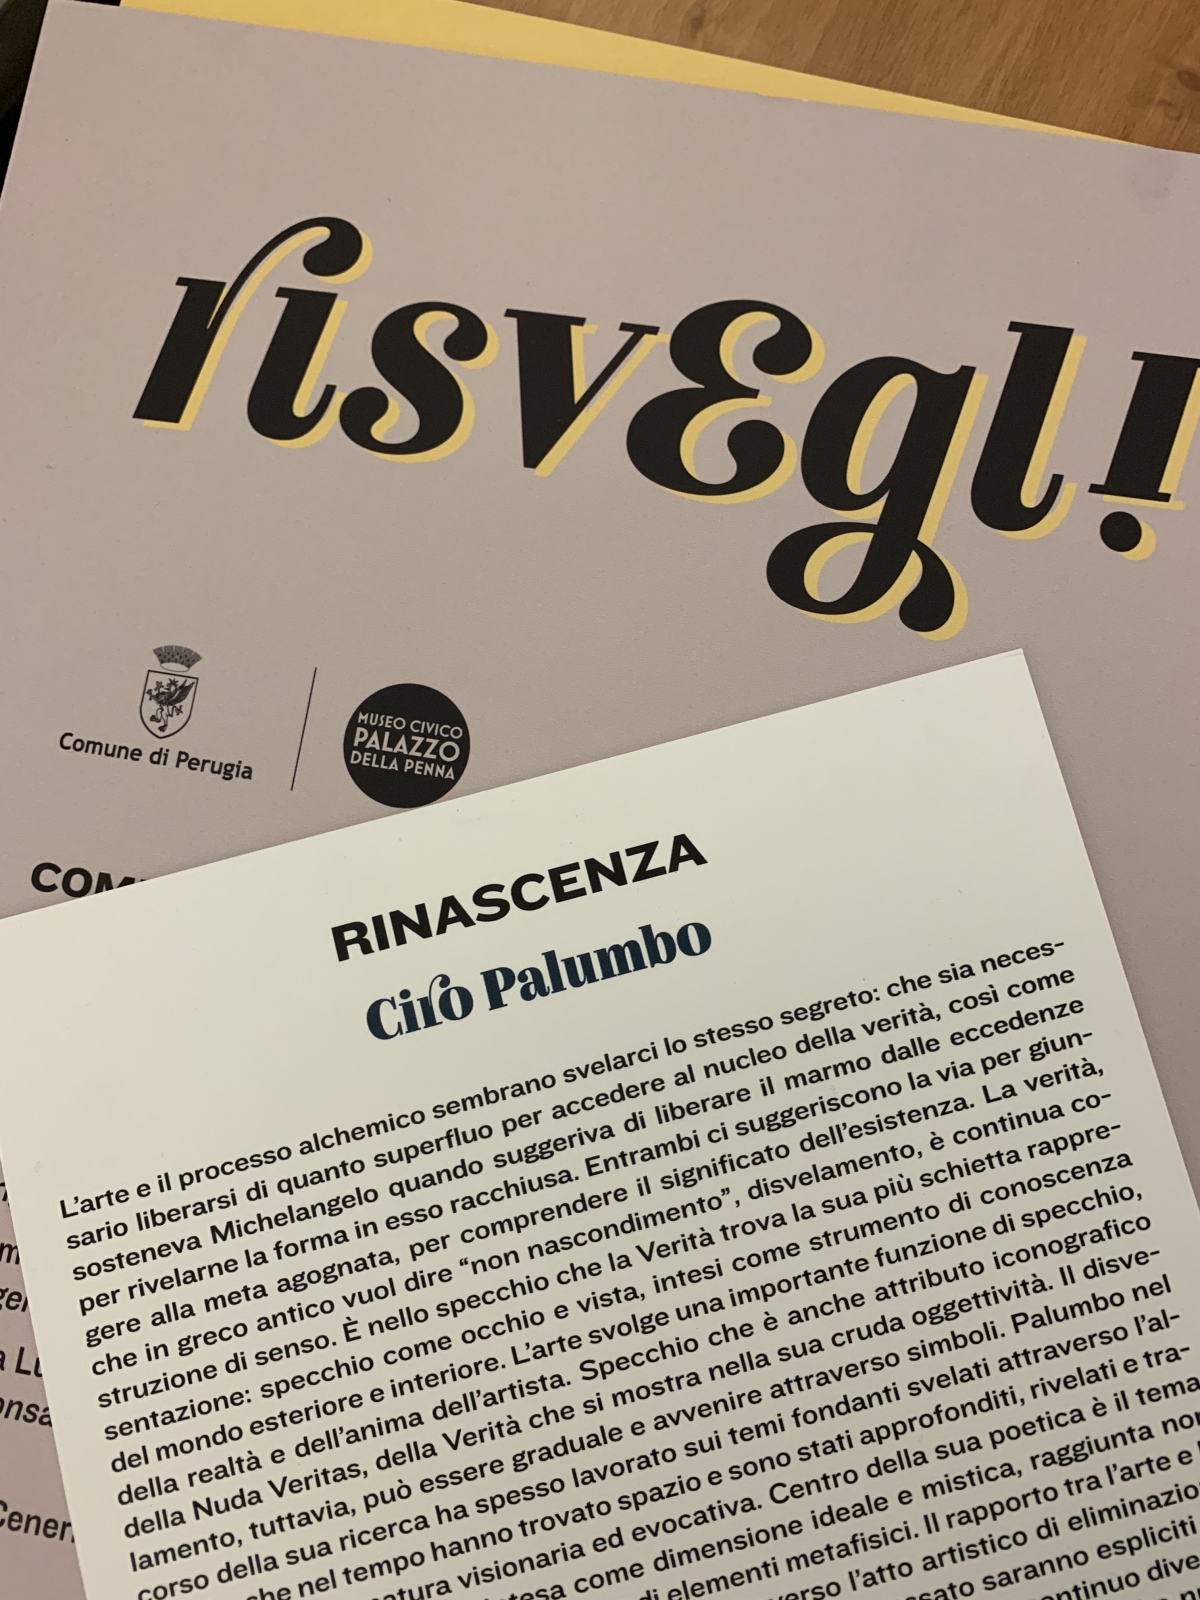 risvegli
Comune di Perugia
MUSEO CIVICO
PALAZZO
DELLA PENNA
RINASCENZA
Ciro Palumbo
L'arte e il processo alchemico sembrano svelarci lo stesso segreto: che sia neces-
sario liberarsi di quanto superfluo per accedere al nucleo della verità, così come
sosteneva Michelangelo quando suggeriva di liberare il marmo dalle eccedenze
per rivelarne la forma in esso racchiusa. Entrambi ci suggeriscono la via per giun-
gere alla meta agognata, per comprendere il significato dell'esistenza. La verità,
che in greco antico vuol dire “non nascondimento”, disvelamento, è continua co-
struzione di senso. È nello specchio che la Verità trova la sua più schietta rappre-
sentazione: specchio come occhio e vista, intesi come strumento di conoscenza
del mondo esteriore e interiore. L'arte svolge una importante funzione di specchio,
della realtà e dell'anima dell'artista. Specchio che è anche attributo iconografico
della Nuda Veritas, della Verità che si mostra nella sua cruda oggettività. Il disve-
lamento, tuttavia, può essere graduale e avvenire attraverso simboli. Palumbo nel
corso della sua ricerca ha spesso lavorato sui temi fondanti svelati attraverso l'al-
che nel tempo hanno trovato spazio e sono stati approfonditi, rivelati e tra-
visionaria ed evocativa. Centro della sua poetica è il tema
come dimensione ideale e mistica, raggiunta
di elementi metafisici. Il rapporto tra l'arte e
l'atto artistico di
saranno espliciti